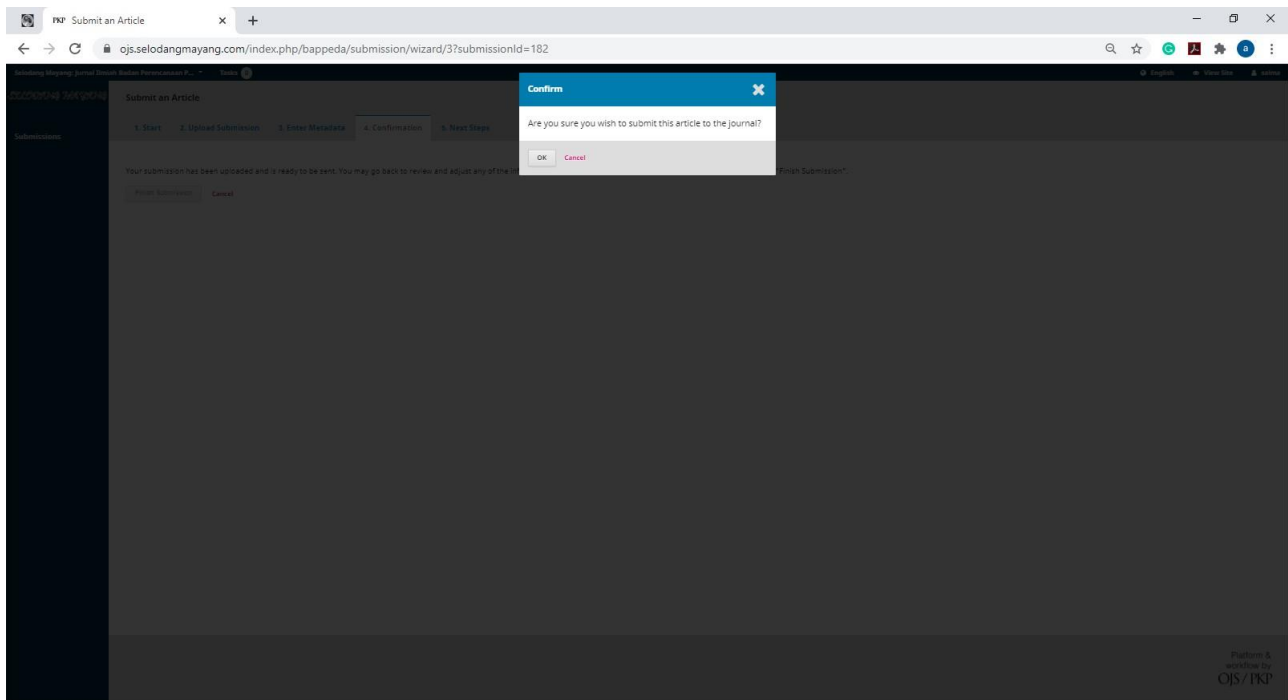 PKP Submit an Article
ojs.selodangmayang.com/index.php/bappeda/submission/wizard/3?submissionId=182
a
Selodang Mayang: Jurnal Ilmiah Badan Perencanaan P... Tasks 0 English View Site
Submit an Article
Submissions
1. Start 2. Upload Submission 3. Enter Metadata 4. Confirmation 5. Next Steps
Confirm
Are you sure you wish to submit this article to the journal?
OK Cancel
Your submission has been uploaded and is ready to be sent. You may go back to review and adjust any of the "Finish Submission".
Finish Submission Cancel
Platform &
workflow by
OJS / PKP